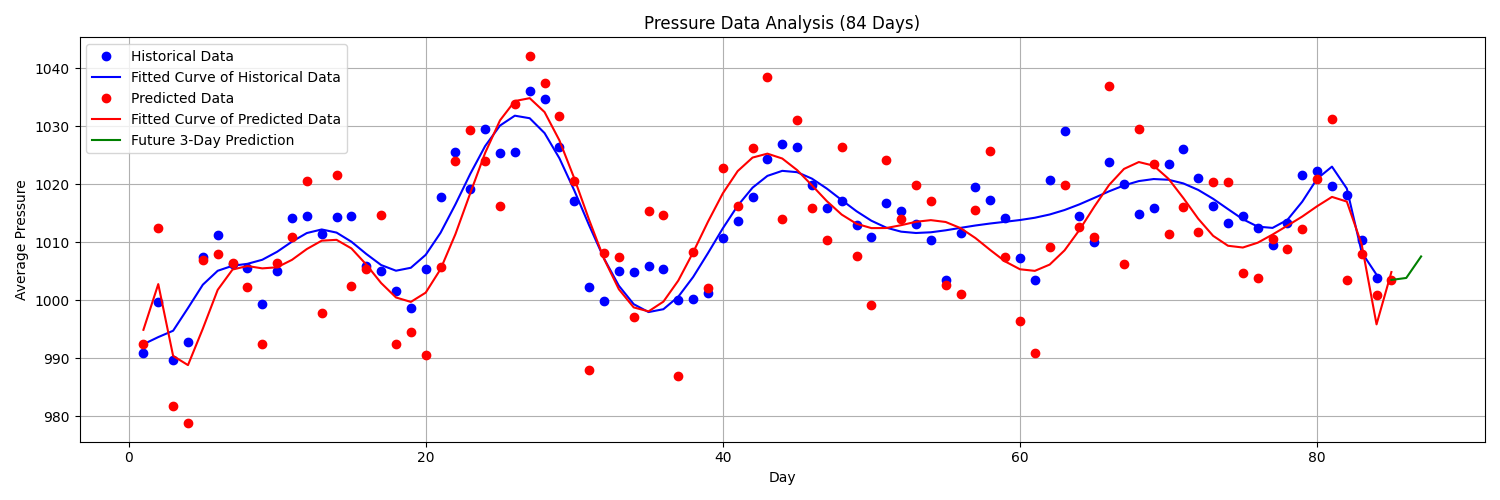 Pressure Data Analysis (84 Days)
Historical Data
Fitted Curve of Historical Data
Predicted Data
Fitted Curve of Predicted Data
Future 3-Day Prediction
Average Pressure
1040
1030
1020
1010
1000
990
980
0 20 40 60 80
Day